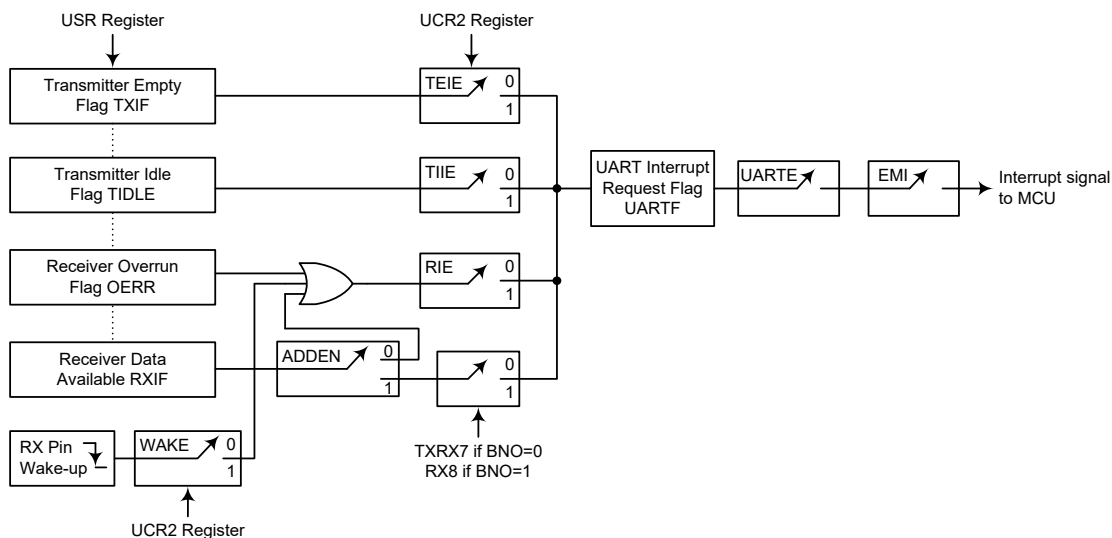 USR Register
UCR2 Register
Transmitter Empty
Flag TXIF
TEIE
0
1
Transmitter Idle
Flag TIDLE
TIIE
0
1
UART Interrupt
Request Flag
UARTF
UARTE
EMI
Interrupt signal
to MCU
Receiver Overrun
Flag OERR
RIE
0
1
Receiver Data
Available RXIF
ADDEN
0
1
0
1
RX Pin
Wake-up
WAKE
0
1
TXRX7 if BNO=0
RX8 if BNO=1
UCR2 Register